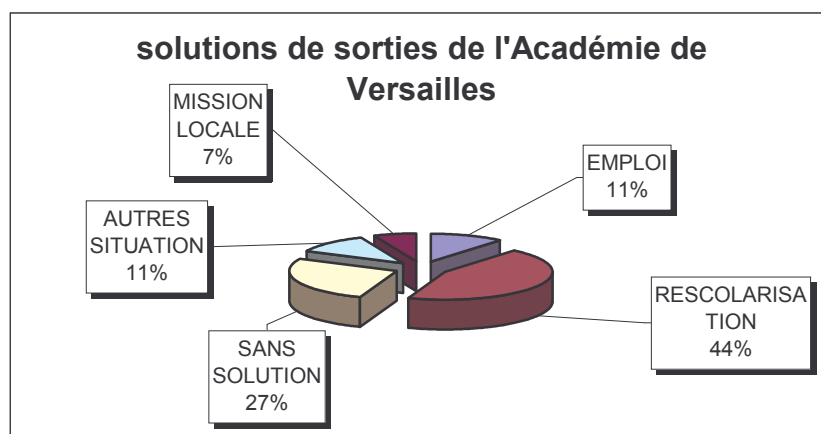 solutions de sorties de l'Académie de
Versailles
MISSION
LOCALE
7%
EMPLOI
11%
AUTRES
SITUATION
11%
RESCOLARISA
TION
44%
SANS
SOLUTION
27%